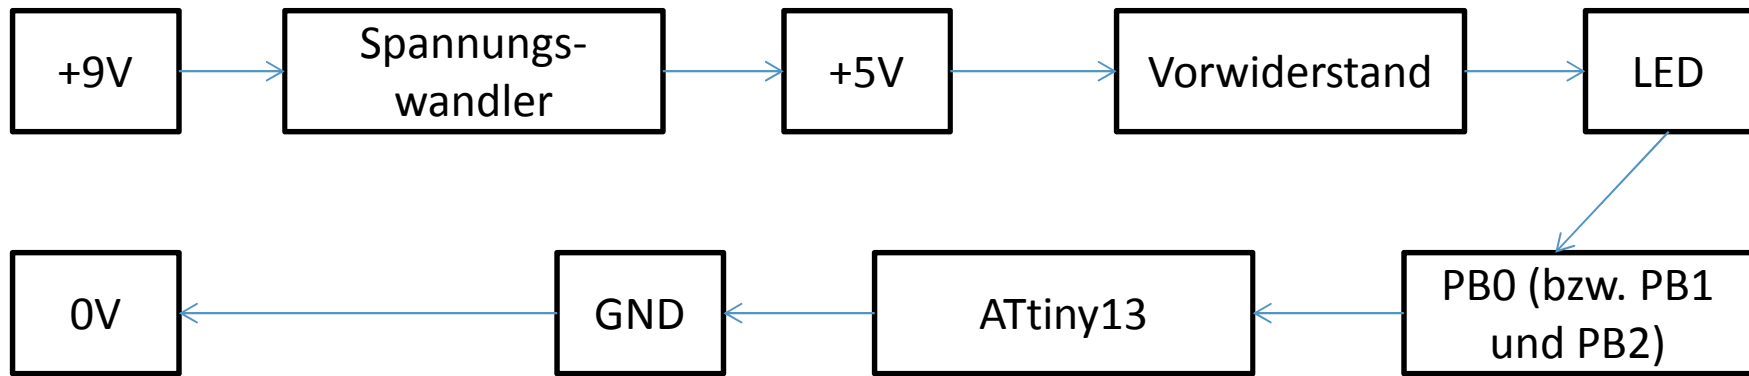 +9V
Spannungs-
wandler
+5V
Vorwiderstand
LED
PB0 (bzw. PB1
und PB2)
ATtiny13
GND
0V